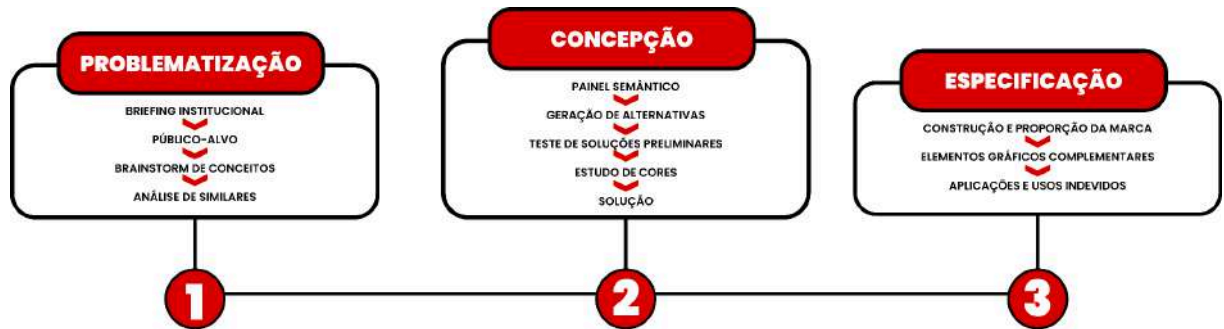 PROBLEMATIZAÇÃO
BRIEFING INSTITUCIONAL
PÚBLICO-ALVO
BRAINSTORM DE CONCEITOS
ANÁLISE DE SIMILARES
1
CONCEPÇÃO
PAINEL SEMÂNTICO
GERAÇÃO DE ALTERNATIVAS
TESTE DE SOLUÇÕES PRELIMINARES
ESTUDO DE CORES
SOLUÇÃO
2
ESPECIFICAÇÃO
CONSTRUÇÃO E PROPORÇÃO DA MARCA
ELEMENTOS GRÁFICOS COMPLEMENTARES
APLICAÇÕES E USOS INDEVIDOS
3